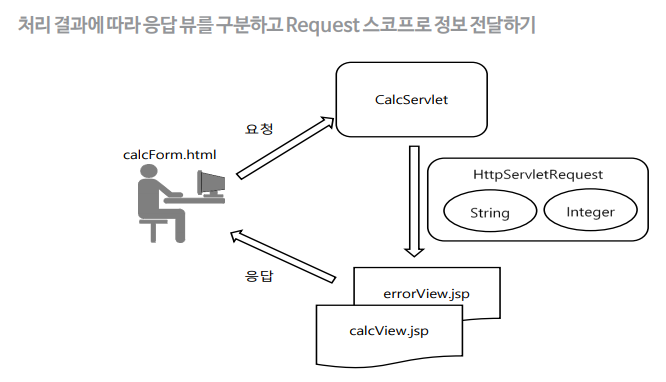 처리 결과에 따라 응답 뷰를 구분하고 Request 스코프로 정보 전달하기
CalcServlet
요청
calcForm.html
HttpServletRequest
String
Integer
응답
errorView.jsp
calcView.jsp